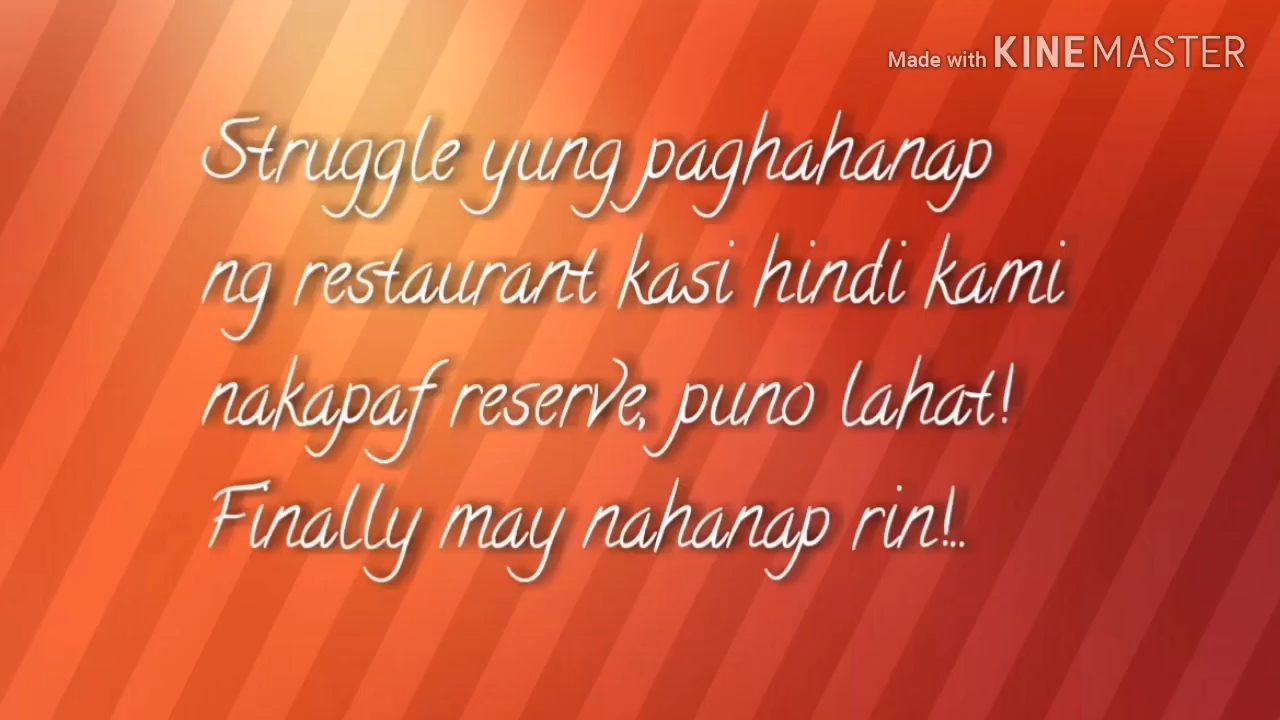 Made with KINEMASTER
Struggle yung paghahanap
ng restaurant kasi hindi kami
nakapaf reserve, puno lahat!
Finally may nahanap rin!..